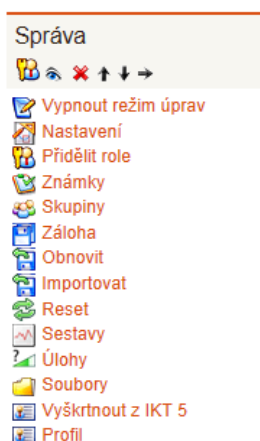 Správa
Vypnout režim úprav
Nastavení
Přidělit role
Známky
Skupiny
Záloha
Obnovit
Importovat
Reset
Sestavy
Úlohy
Soubory
Vyškrtnout z IKT 5
Profil